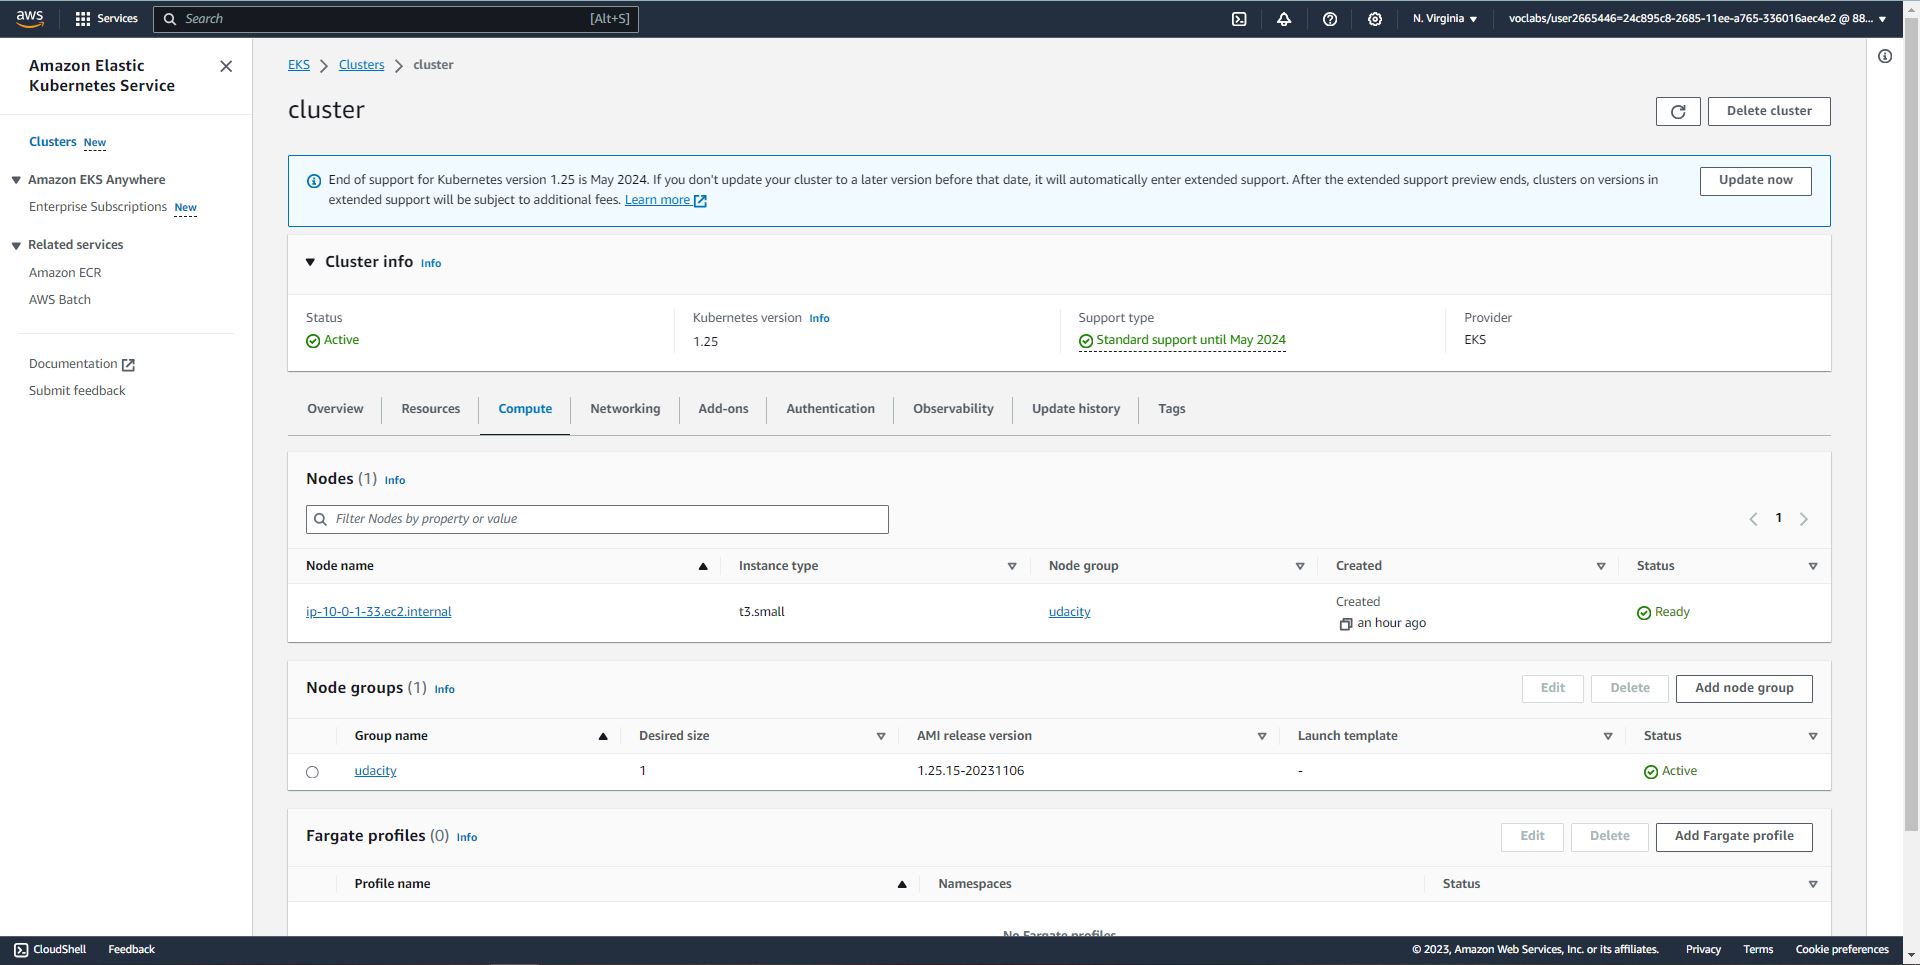 aws
Services
Search
[Alt+S]
N. Virginia
voclabs/user2665446=24c895c8-2685-11ee-a765-336016aec4e2 @ 88...
Amazon Elastic
Kubernetes Service
Clusters New
Amazon EKS Anywhere
Enterprise Subscriptions New
Related services
Amazon ECR
AWS Batch
Documentation
Submit feedback
EKS
Clusters
cluster
cluster
Delete cluster
End of support for Kubernetes version 1.25 is May 2024. If you don't update your cluster to a later version before that date, it will automatically enter extended support. After the extended support preview ends, clusters on versions in
extended support will be subject to additional fees. Learn more
Update now
Cluster info Info
Status
Active
Kubernetes version Info
1.25
Support type
Standard support until May 2024
Provider
EKS
Overview
Resources
Compute
Networking
Add-ons
Authentication
Observability
Update history
Tags
Nodes (1) Info
Filter Nodes by property or value
1
Node name
Instance type
Node group
Created
Status
ip-10-0-1-33.ec2.internal
t3.small
udacity
Created
an hour ago
Ready
Node groups (1) Info
Edit
Delete
Add node group
Group name
Desired size
AMI release version
Launch template
Status
udacity
1
1.25.15-20231106
-
Active
Fargate profiles (0) Info
Edit
Delete
Add Fargate profile
Profile name
Namespaces
Status
No Fargate profiles
CloudShell
Feedback
© 2023, Amazon Web Services, Inc. or its affiliates.
Privacy
Terms
Cookie preferences